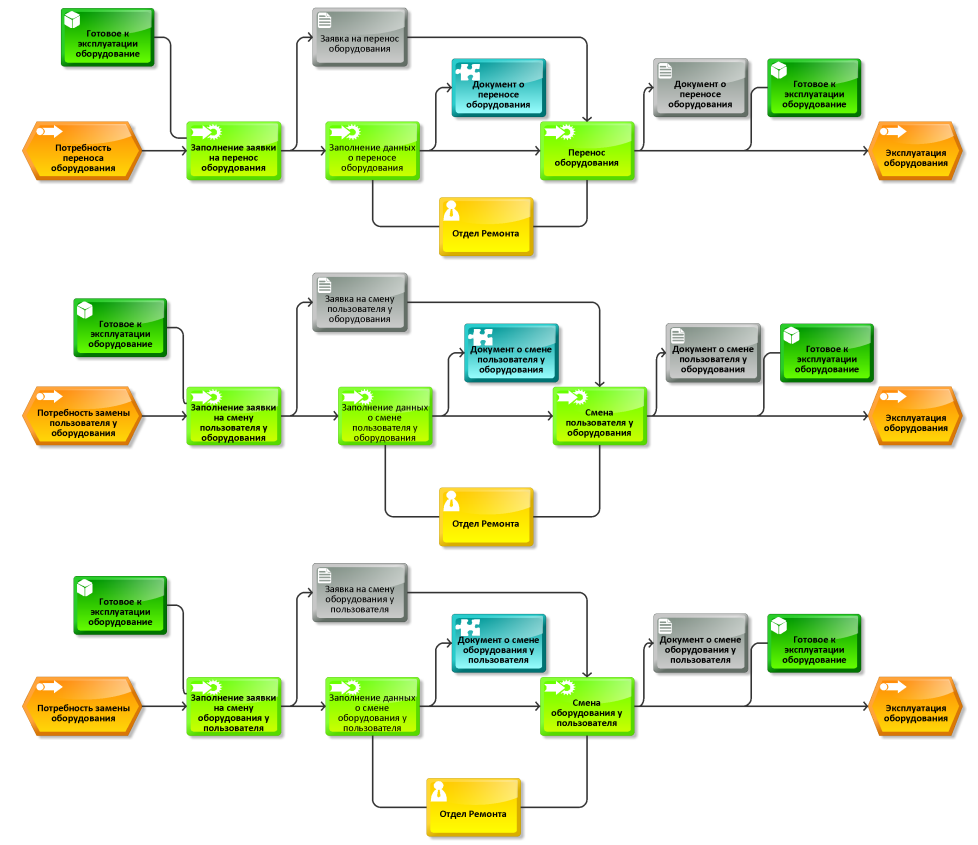 Готовое к
эксплуатации
оборудование
Заявка на перенос
оборудования
Документ о
переносе
оборудования
Документ о
переносе
оборудования
Готовое к
эксплуатации
оборудование
Потребность
переноса
оборудования
Заполнение заявки
на перенос
оборудования
Заполнение данных
о переносе
оборудования
Перенос
оборудования
Эксплуатация
оборудования
Отдел Ремонта
Готовое к
эксплуатации
оборудование
Заявка на смену
пользователя у
оборудования
Документ о смене
пользователя у
оборудования
Документ о смене
пользователя у
оборудования
Готовое к
эксплуатации
оборудование
Потребность замены
пользователя у
оборудования
Заполнение заявки
на смену
пользователя у
оборудования
Заполнение данных
о смене
пользователя у
оборудования
Смена
пользователя у
оборудования
Эксплуатация
оборудования
Отдел Ремонта
Готовое к
эксплуатации
оборудование
Заявка на смену
оборудования у
пользователя
Документ о смене
оборудования у
пользователя
Документ о смене
оборудования у
пользователя
Готовое к
эксплуатации
оборудование
Потребность замены
оборудования
Заполнение заявки
на смену
оборудования у
пользователя
Заполнение данных
о смене
оборудования у
пользователя
Смена
оборудования у
пользователя
Эксплуатация
оборудования
Отдел Ремонта